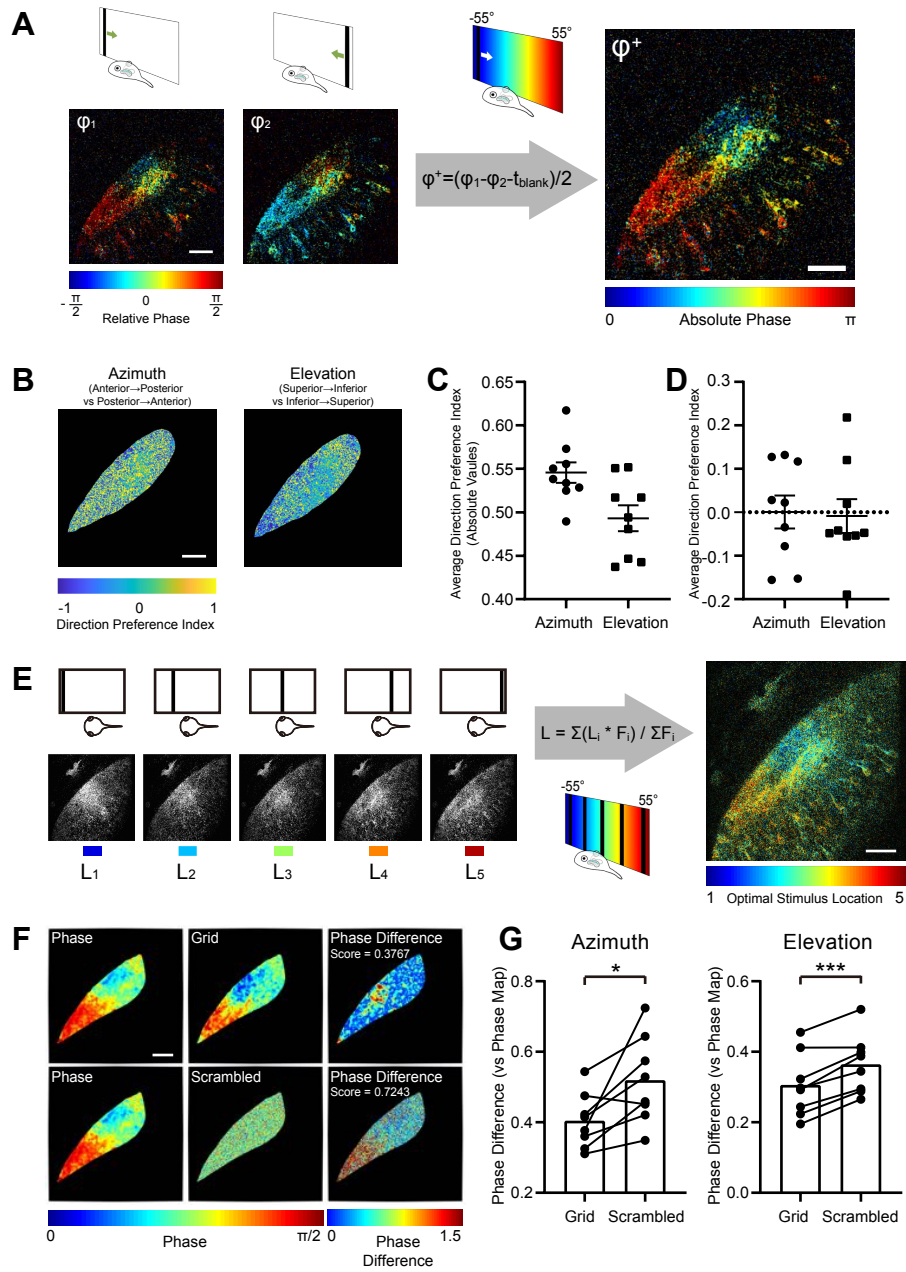 A
-55°
55°
φ1
φ2
φ+=(φ1-φ2-tblank)/2
φ+
- π/2
0
π/2
Relative Phase
0
Absolute Phase
π
B
Azimuth
(Anterior→Posterior
vs Posterior→Anterior)
Elevation
(Superior→Inferior
vs Inferior→Superior)
-1
0
1
Direction Preference Index
C
Average Direction Preference Index
(Absolute Vaules)
0.65
0.60
0.55
0.50
0.45
0.40
Azimuth
Elevation
D
Average Direction Preference Index
0.3
0.2
0.1
0.0
-0.1
-0.2
Azimuth
Elevation
E
L1
L2
L3
L4
L5
L = Σ(Li * Fi) / ΣFi
-55°
55°
1
Optimal Stimulus Location
5
F
Phase
Grid
Phase Difference
Score = 0.3767
Phase
Scrambled
Phase Difference
Score = 0.7243
0
Phase
π/2
0
Phase
Difference
1.5
G
Azimuth
Phase Difference (vs Phase Map)
0.8
0.6
0.4
0.2
*
Grid
Scrambled
Elevation
Phase Difference (vs Phase Map)
0.6
0.4
0.2
0.0
***
Grid
Scrambled